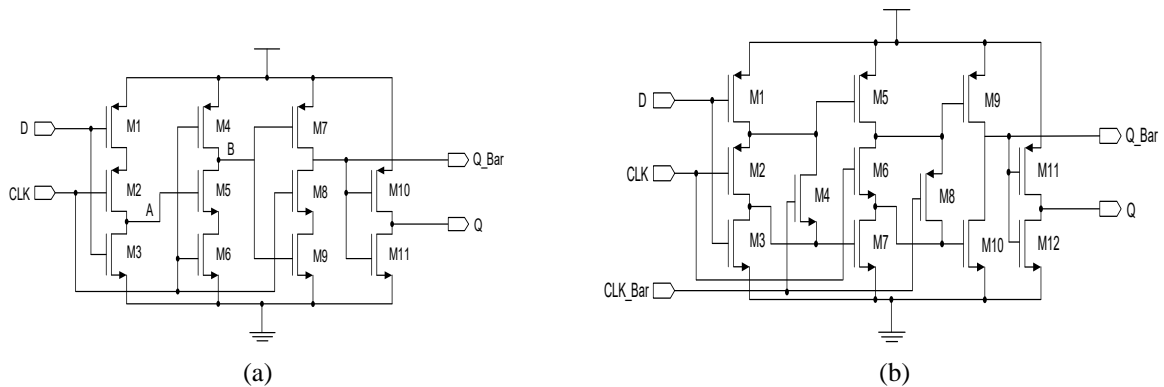 D
CLK
M1
M2
M3
A
M4
B
M5
M6
M7
M8
M9
M10
M11
Q_Bar
Q
(a)
D
CLK
CLK_Bar
M1
M2
M3
M4
M5
M6
M7
M8
M9
M10
M11
M12
Q_Bar
Q
(b)